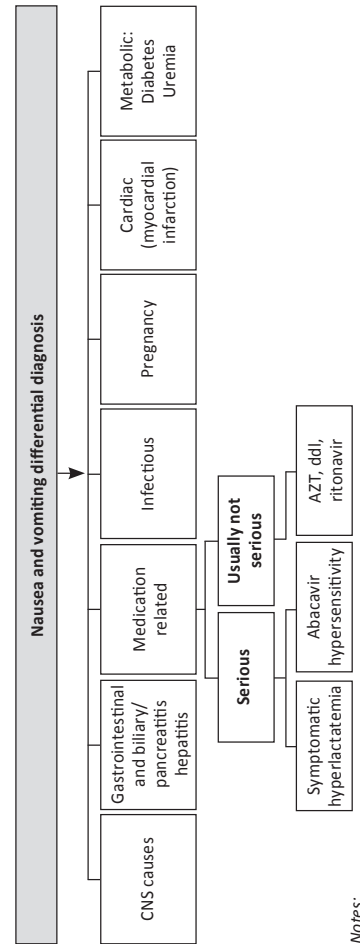 Nausea and vomiting differential diagnosis
CNS causes
Gastrointestinal
and biliary/
pancreatitis
hepatitis
Medication
related
Infectious
Pregnancy
Cardiac
(myocardial
infarction)
Metabolic:
Diabetes
Uremia
Serious
Usually not
serious
Symptomatic
hyperlactatemia
Abacavir
hypersensitivity
AZT, ddI,
ritonavir
Notes: